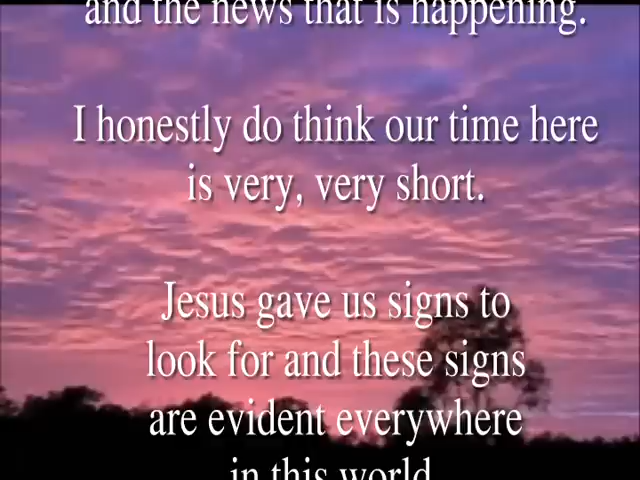 and the news that is happening.
I honestly do think our time here
is very, very short.
Jesus gave us signs to
look for and these signs
are evident everywhere
in this world